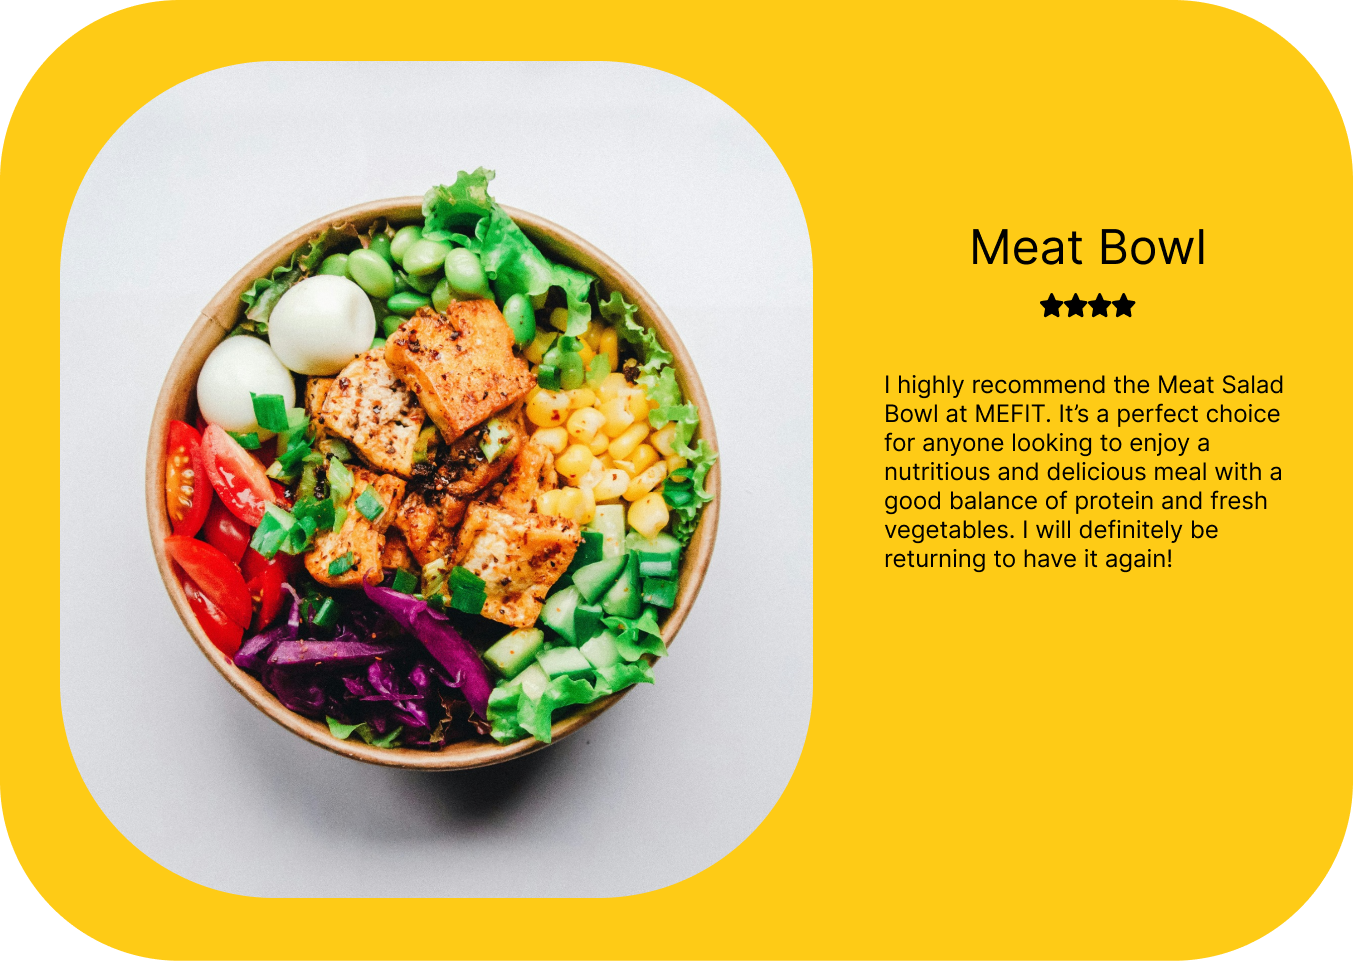 Meat Bowl
★★★★
I highly recommend the Meat Salad
Bowl at MEFIT. It’s a perfect choice
for anyone looking to enjoy a
nutritious and delicious meal with a
good balance of protein and fresh
vegetables. I will definitely be
returning to have it again!